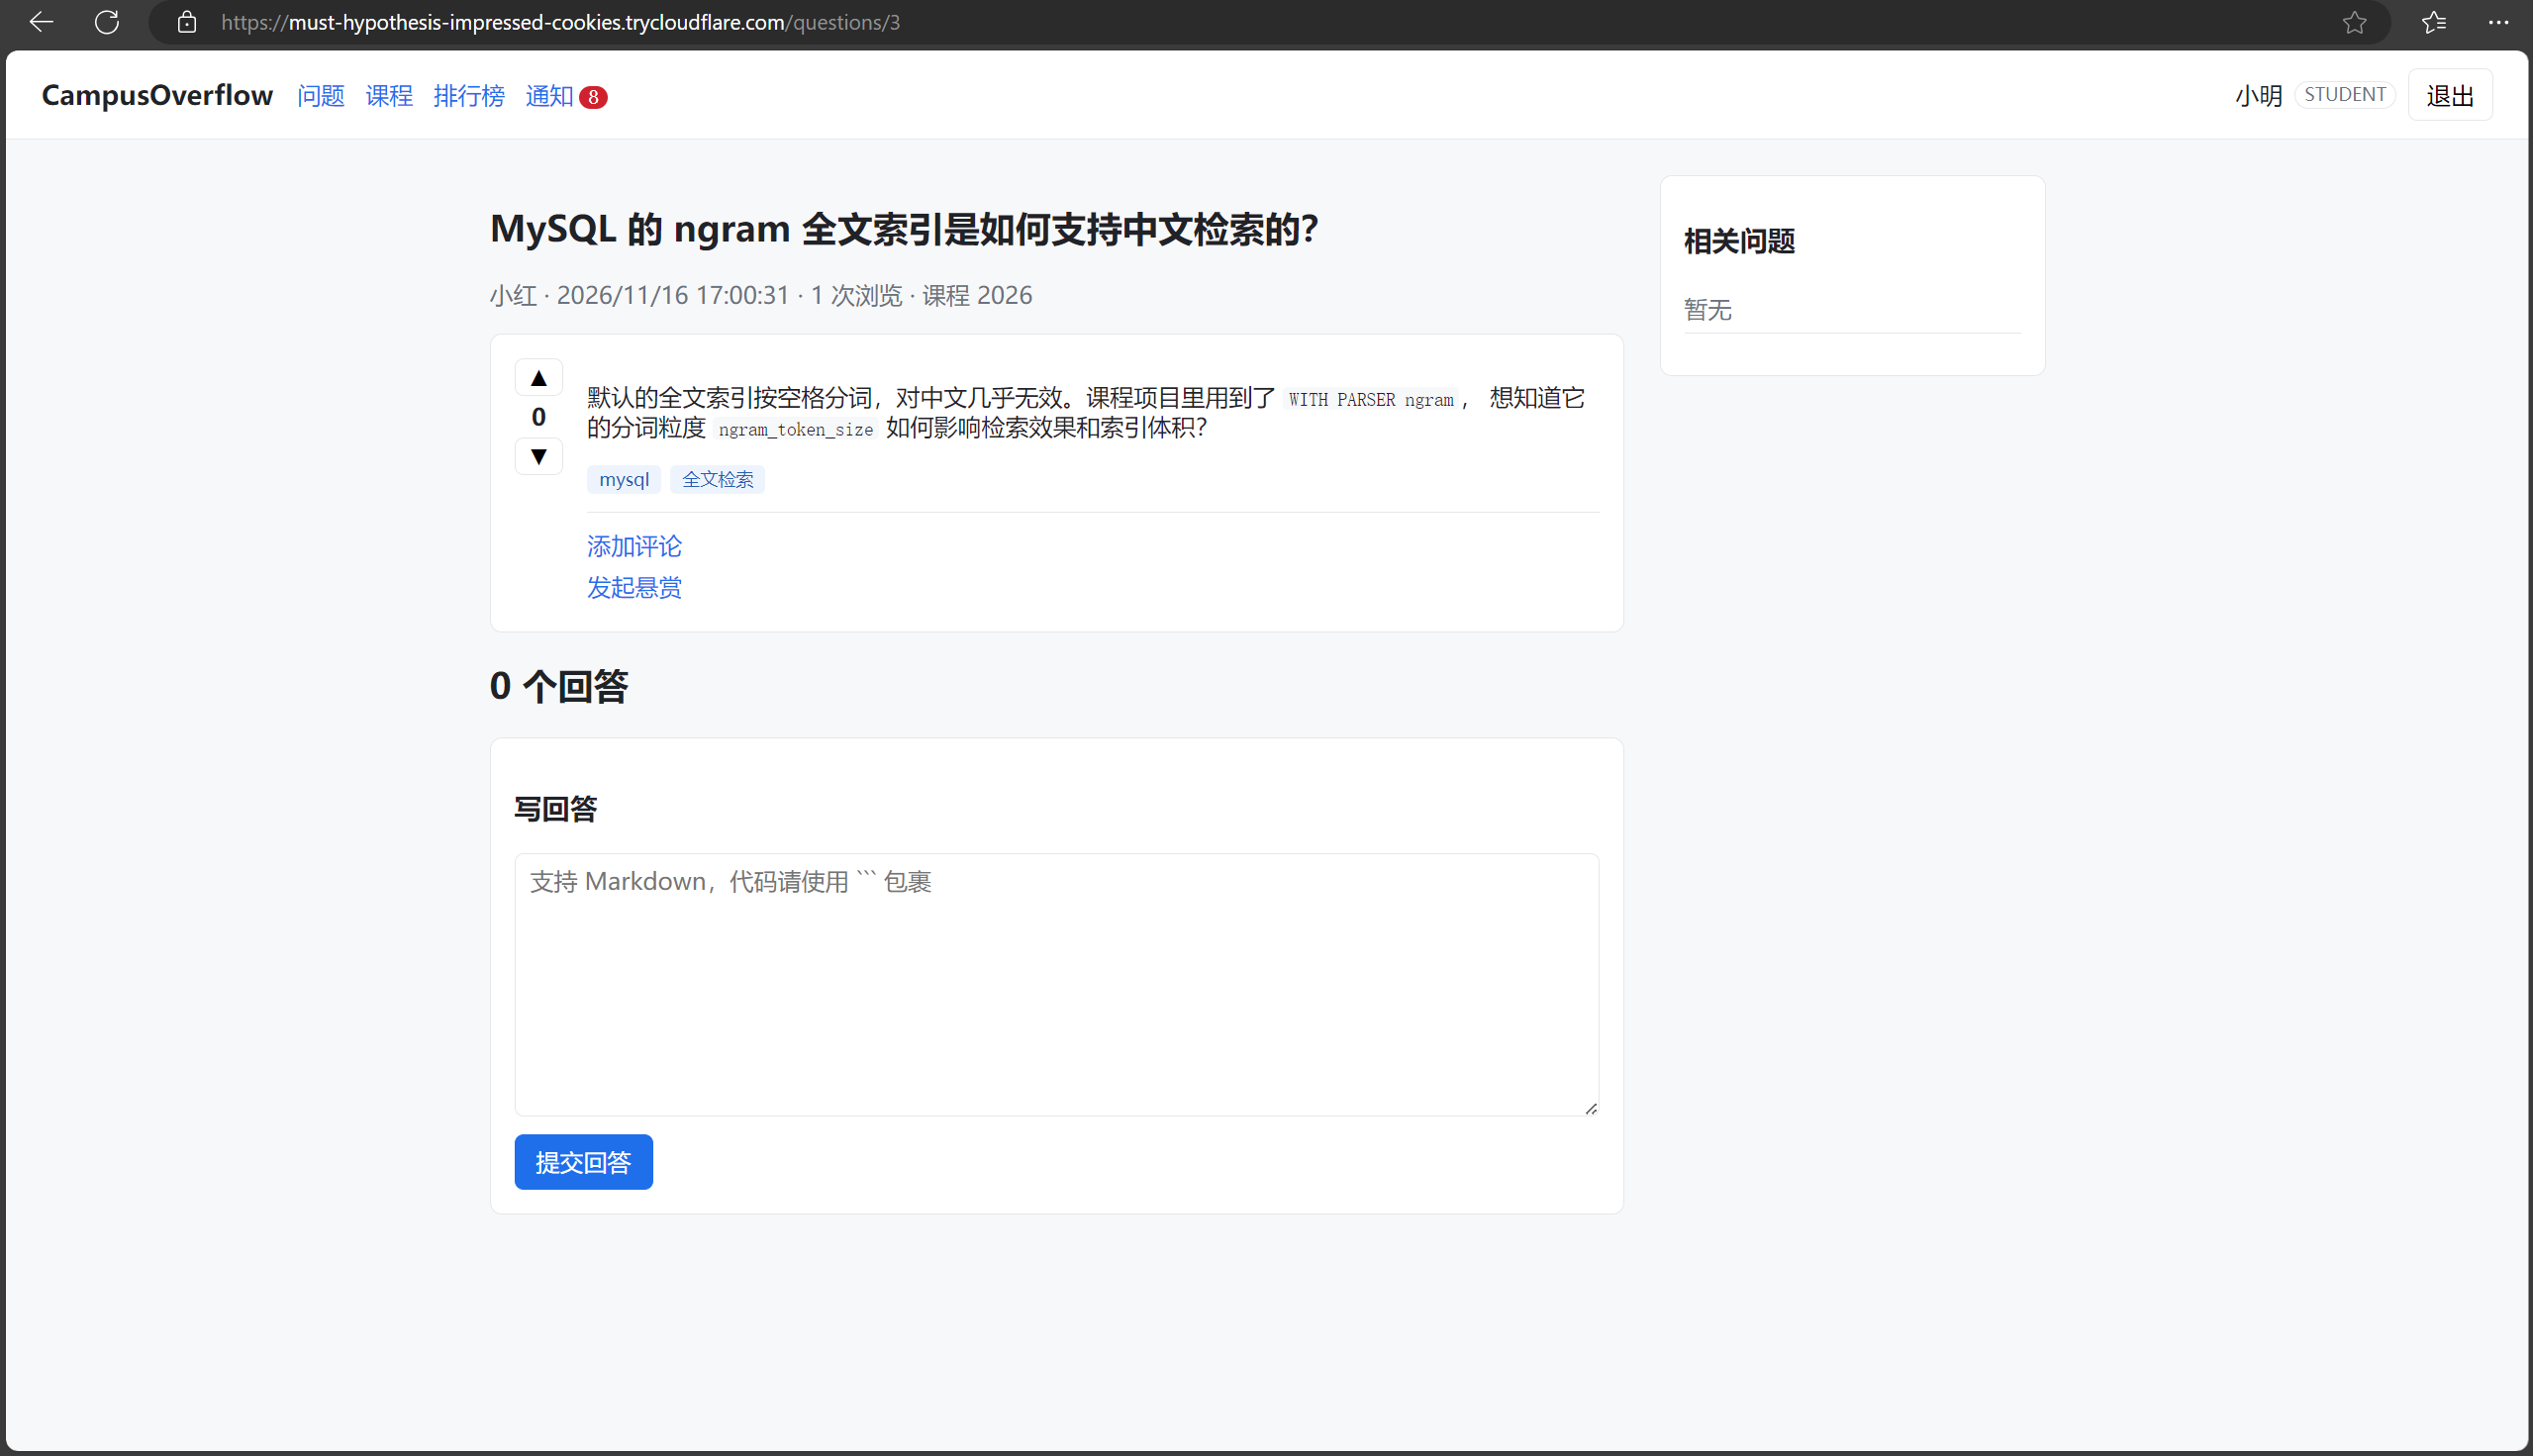 https://must-hypothesis-impressed-cookies.trycloudflare.com/questions/3
CampusOverflow 问题 课程 排行榜 通知 8
小明 STUDENT 退出
MySQL 的 ngram 全文索引是如何支持中文检索的？
小红 · 2026/11/16 17:00:31 · 1 次浏览 · 课程 2026
▲
0
▼
默认的全文索引按空格分词，对中文几乎无效。课程项目里用到了 WITH PARSER ngram， 想知道它
的分词粒度 ngram_token_size 如何影响检索效果和索引体积？
mysql 全文检索
添加评论
发起悬赏
0 个回答
写回答
支持 Markdown，代码请使用 ``` 包裹
提交回答
相关问题
暂无